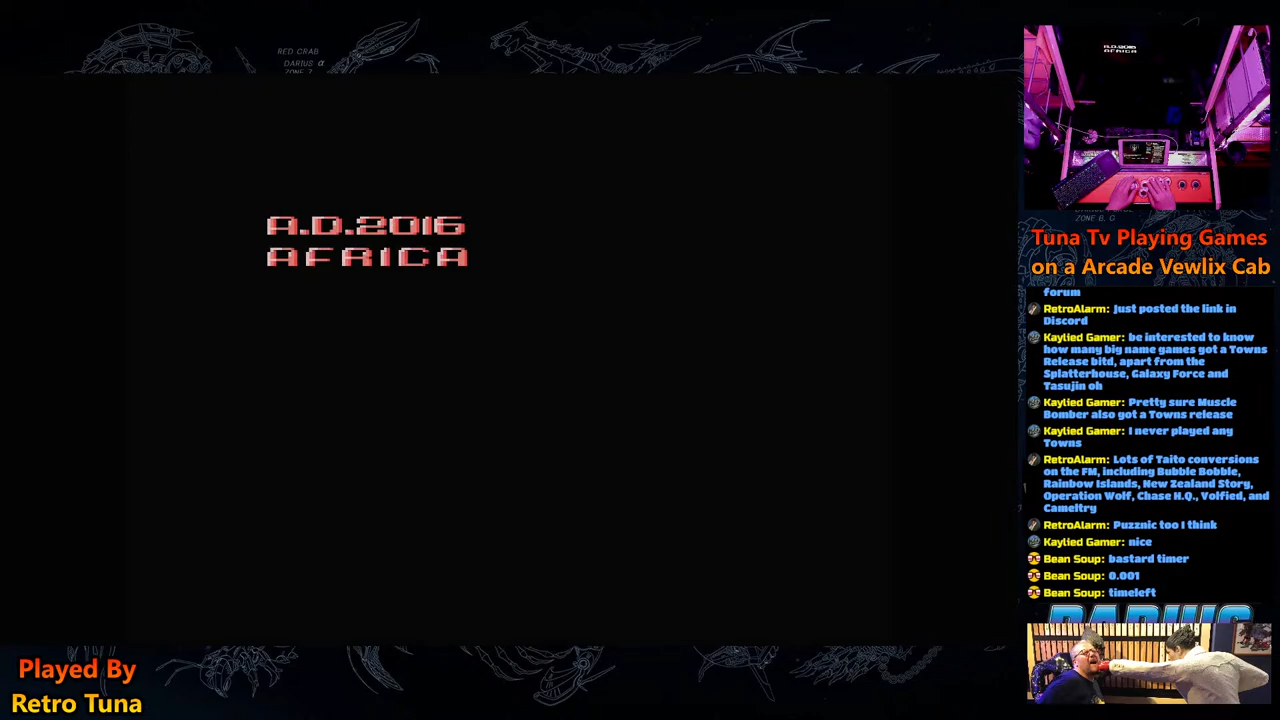 RED CRAB
DARIUS α
ZONE Z
A.D.2016
AFRICA
A.D.2016
AFRICA
ZONE B, C
Tuna Tv Playing Games
on a Arcade Vewlix Cab
forum
RetroAlarm: Just posted the link in
Discord
Kaylied Gamer: be interested to know
how many big name games got a Towns
Release bitd, apart from the
Splatterhouse, Galaxy Force and
Tasujin oh
Kaylied Gamer: Pretty sure Muscle
Bomber also got a Towns release
Kaylied Gamer: I never played any
Towns
RetroAlarm: Lots of Taito conversions
on the FM, including Bubble Bobble,
Rainbow Islands, New Zealand Story,
Operation Wolf, Chase H.Q., Volfied, and
Cameltry
RetroAlarm: Puzznic too I think
Kaylied Gamer: nice
Bean Soup: bastard timer
Bean Soup: 0.001
Bean Soup: timeleft
DARIUS
Played By
Retro Tuna